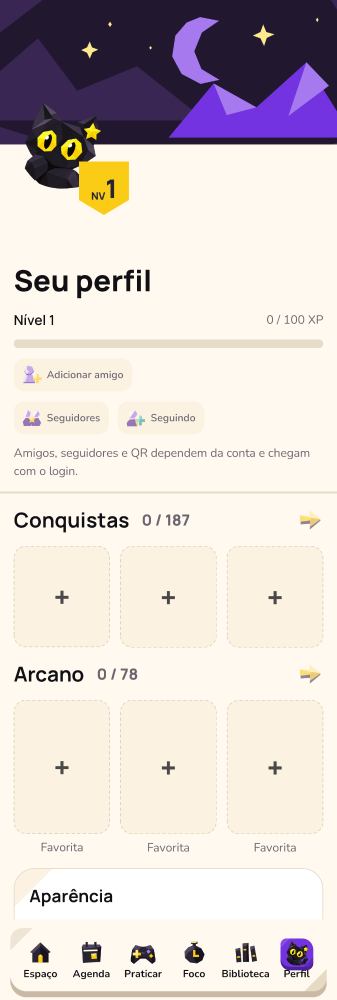 NV 1
Seu perfil
Nível 1
0 / 100 XP
Adicionar amigo
Seguidores
Seguindo
Amigos, seguidores e QR dependem da conta e chegam
com o login.
Conquistas 0 / 187
+ + +
Arcano 0 / 78
+ + +
Favorita Favorita Favorita
Aparência
Espaço Agenda Praticar Foco Biblioteca Perfil